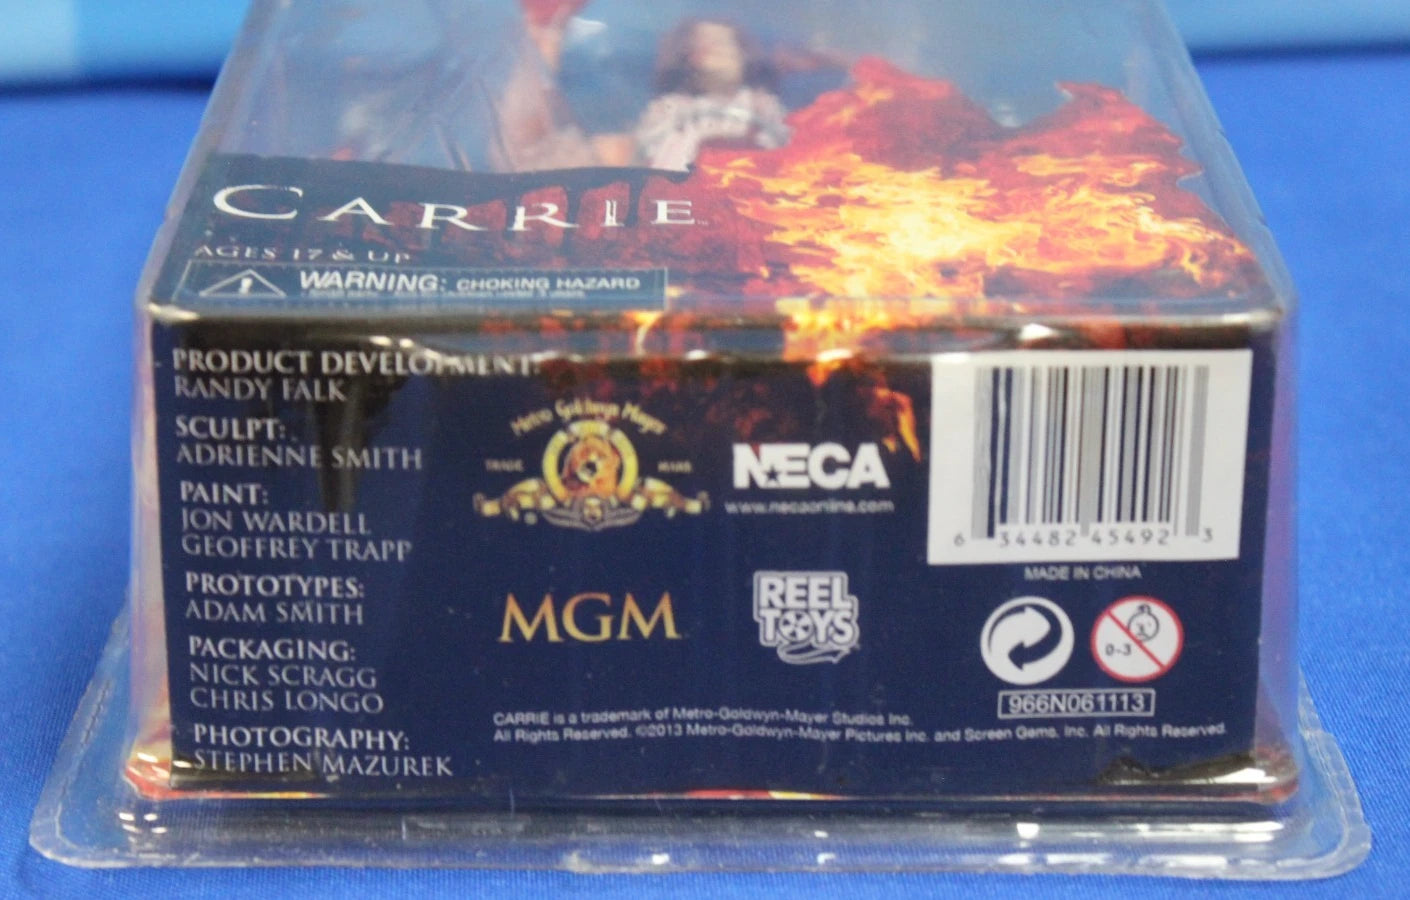 CARRIE
AGES 17 & UP
WARNING: CHOKING HAZARD
PRODUCT DEVELOPMENT:
RANDY FALK
SCULPT:
ADRIENNE SMITH
PAINT:
JON WARDELL
GEOFFREY TRAPP
PROTOTYPES:
ADAM SMITH
PACKAGING:
NICK SCRAGG
CHRIS LONGO
PHOTOGRAPHY:
STEPHEN MAZUREK
Metro Goldwyn Mayer
TRADE MARK
MGM
NECA
www.necaonline.com
REEL
TOYS
6 34482 45492 3
MADE IN CHINA
0-3
966N061113
CARRIE is a trademark of Metro-Goldwyn-Mayer Studios Inc.
All Rights Reserved. ©2013 Metro-Goldwyn-Mayer Pictures Inc. and Screen Gems, Inc. All Rights Reserved.